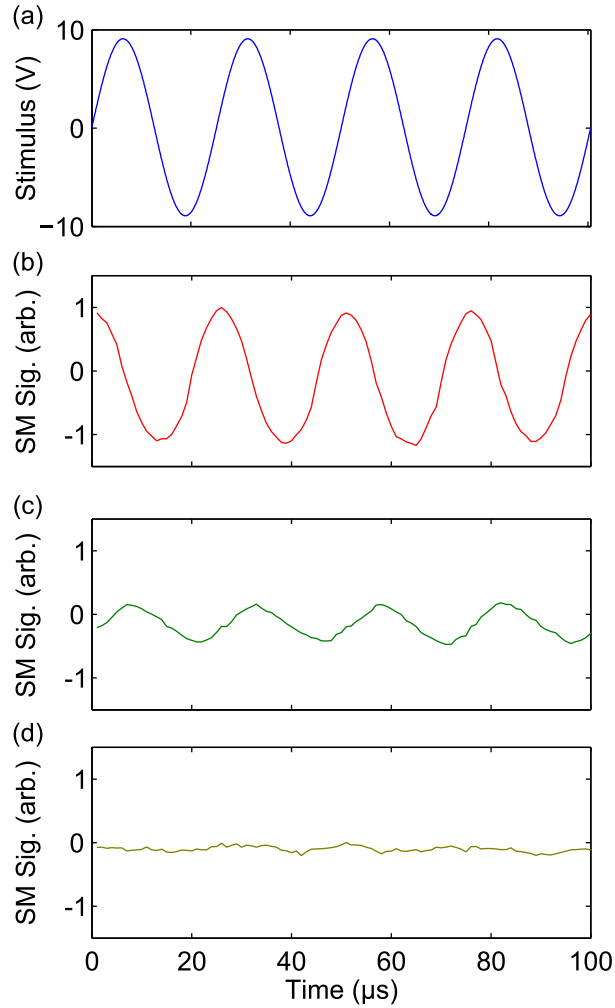 (a)
10
0
−10
Stimulus (V)
(b)
1
0
-1
SM Sig. (arb.)
(c)
1
0
-1
SM Sig. (arb.)
(d)
1
0
-1
SM Sig. (arb.)
0 20 40 60 80 100
Time (µs)